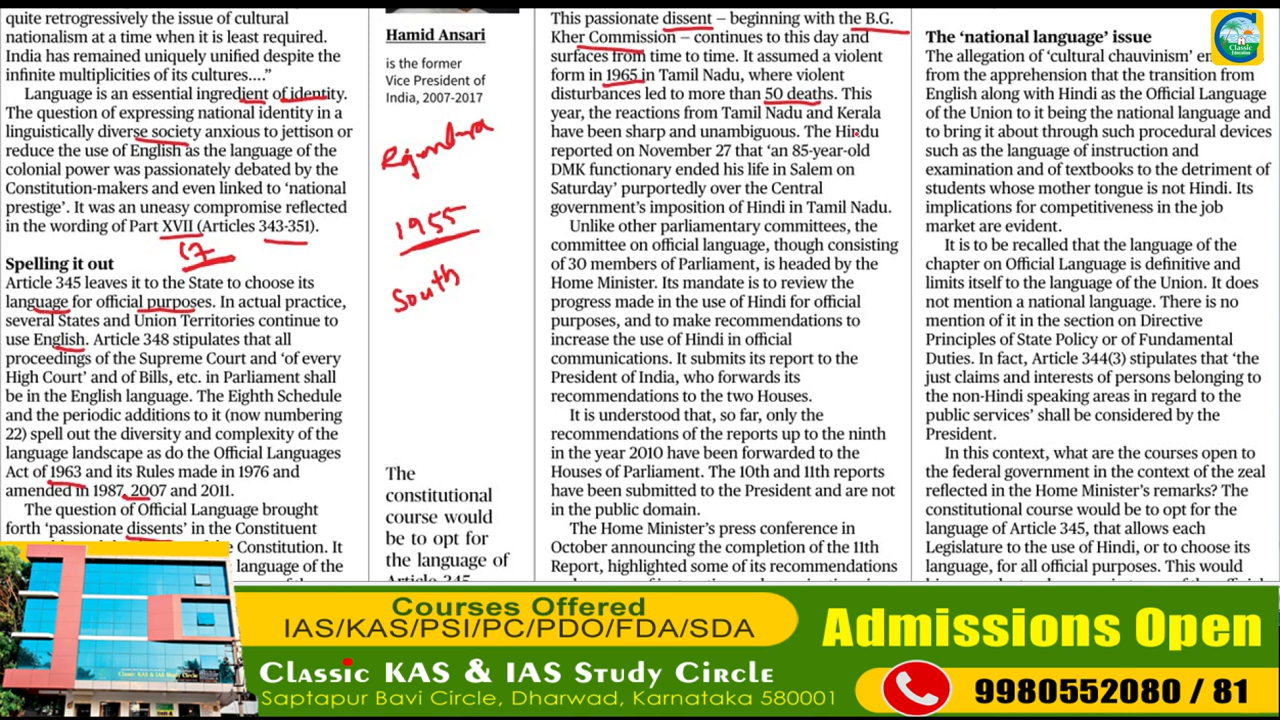 quite retrogressively the issue of cultural
nationalism at a time when it is least required.
India has remained uniquely unified despite the
infinite multiplicities of its cultures....”
Language is an essential ingredient of identity.
The question of expressing national identity in a
linguistically diverse society anxious to jettison or
reduce the use of English as the language of the
colonial power was passionately debated by the
Constitution-makers and even linked to ‘national
prestige’. It was an uneasy compromise reflected
in the wording of Part XVII (Articles 343-351).
17
Spelling it out
Article 345 leaves it to the State to choose its
language for official purposes. In actual practice,
several States and Union Territories continue to
use English. Article 348 stipulates that all
proceedings of the Supreme Court and ‘of every
High Court’ and of Bills, etc. in Parliament shall
be in the English language. The Eighth Schedule
and the periodic additions to it (now numbering
22) spell out the diversity and complexity of the
language landscape as do the Official Languages
Act of 1963 and its Rules made in 1976 and
amended in 1987, 2007 and 2011.
The question of Official Language brought
forth ‘passionate dissents’ in the Constituent
Constitution. It
language of the
Hamid Ansari
is the former
Vice President of
India, 2007-2017
1955
South
The
constitutional
course would
be to opt for
the language of
Article 345
This passionate dissent – beginning with the B.G.
Kher Commission – continues to this day and
surfaces from time to time. It assumed a violent
form in 1965 in Tamil Nadu, where violent
disturbances led to more than 50 deaths. This
year, the reactions from Tamil Nadu and Kerala
have been sharp and unambiguous. The Hindu
reported on November 27 that ‘an 85-year-old
DMK functionary ended his life in Salem on
Saturday’ purportedly over the Central
government’s imposition of Hindi in Tamil Nadu.
Unlike other parliamentary committees, the
committee on official language, though consisting
of 30 members of Parliament, is headed by the
Home Minister. Its mandate is to review the
progress made in the use of Hindi for official
purposes, and to make recommendations to
increase the use of Hindi in official
communications. It submits its report to the
President of India, who forwards its
recommendations to the two Houses.
It is understood that, so far, only the
recommendations of the reports up to the ninth
in the year 2010 have been forwarded to the
Houses of Parliament. The 10th and 11th reports
have been submitted to the President and are not
in the public domain.
The Home Minister’s press conference in
October announcing the completion of the 11th
Report, highlighted some of its recommendations
Classic
Education
The ‘national language’ issue
The allegation of ‘cultural chauvinism’
from the apprehension that the transition from
English along with Hindi as the Official Language
of the Union to it being the national language and
to bring it about through such procedural devices
such as the language of instruction and
examination and of textbooks to the detriment of
students whose mother tongue is not Hindi. Its
implications for competitiveness in the job
market are evident.
It is to be recalled that the language of the
chapter on Official Language is definitive and
limits itself to the language of the Union. It does
not mention a national language. There is no
mention of it in the section on Directive
Principles of State Policy or of Fundamental
Duties. In fact, Article 344(3) stipulates that ‘the
just claims and interests of persons belonging to
the non-Hindi speaking areas in regard to the
public services’ shall be considered by the
President.
In this context, what are the courses open to
the federal government in the context of the zeal
reflected in the Home Minister’s remarks? The
constitutional course would be to opt for the
language of Article 345, that allows each
Legislature to the use of Hindi, or to choose its
language, for all official purposes. This would
Courses Offered
IAS/KAS/PSI/PC/PDO/FDA/SDA
Classic KAS & IAS Study Circle
Saptapur Bavi Circle, Dharwad, Karnataka 580001
Admissions Open
9980552080 / 81